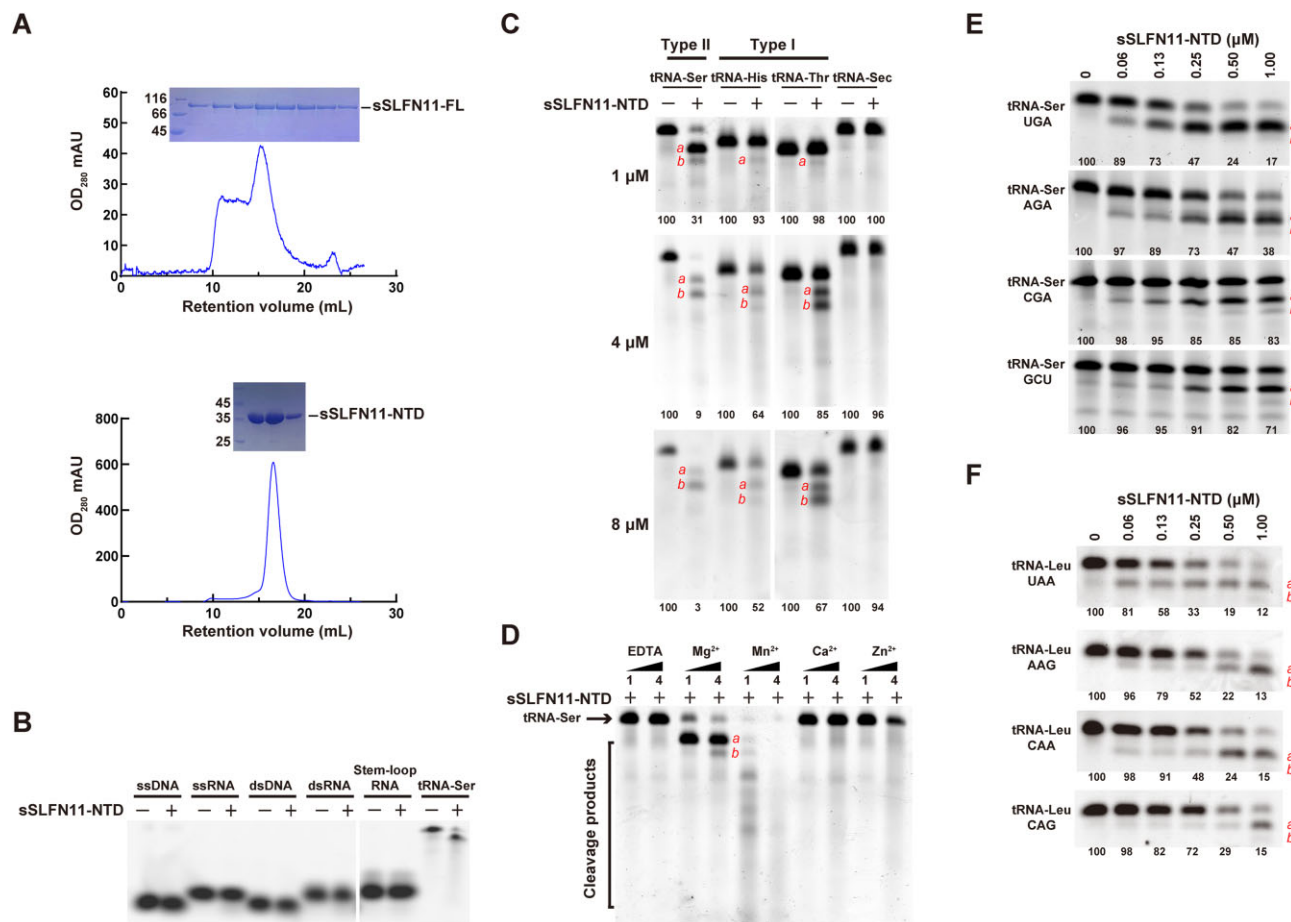 A
116
66
45
sSLFN11-FL
OD280 mAU
60
50
40
30
20
10
0
0 10 20 30
Retention volume (mL)
45
35
25
sSLFN11-NTD
OD280 mAU
800
600
400
200
0
0 10 20 30
Retention volume (mL)
B
ssDNA ssRNA dsDNA dsRNA Stem-loop RNA tRNA-Ser
sSLFN11-NTD − + − + − + − + − + − +
C
Type II Type I
tRNA-Ser tRNA-His tRNA-Thr tRNA-Sec
sSLFN11-NTD − + − + − + − +
a
b
a
a
1 µM
100 31 100 93 100 98 100 100
a
b
a
b
a
b
4 µM
100 9 100 64 100 85 100 96
a
b
a
b
a
b
8 µM
100 3 100 52 100 67 100 94
D
EDTA Mg2+ Mn2+ Ca2+ Zn2+
1 4 1 4 1 4 1 4 1 4
sSLFN11-NTD + + + + + + + + + +
tRNA-Ser
a
b
Cleavage products
E
sSLFN11-NTD (µM)
0 0.06 0.13 0.25 0.50 1.00
tRNA-Ser
UGA
100 89 73 47 24 17
tRNA-Ser
AGA
100 97 89 73 47 38
tRNA-Ser
CGA
100 98 95 85 85 83
tRNA-Ser
GCU
100 96 95 91 82 71
F
sSLFN11-NTD (µM)
0 0.06 0.13 0.25 0.50 1.00
tRNA-Leu
UAA
a
b
100 81 58 33 19 12
tRNA-Leu
AAG
a
b
100 96 79 52 22 13
tRNA-Leu
CAA
a
b
100 98 91 48 24 15
tRNA-Leu
CAG
a
b
100 98 82 72 29 15